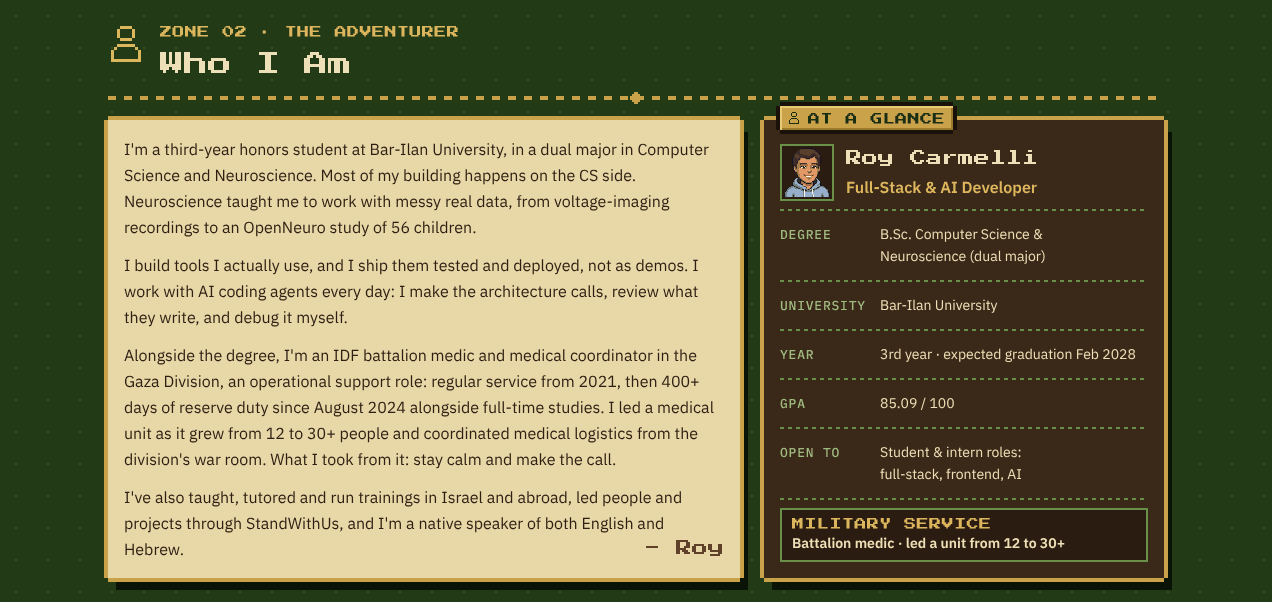 ZONE 02 · THE ADVENTURER
Who I Am
I'm a third-year honors student at Bar-Ilan University, in a dual major in Computer
Science and Neuroscience. Most of my building happens on the CS side.
Neuroscience taught me to work with messy real data, from voltage-imaging
recordings to an OpenNeuro study of 56 children.
I build tools I actually use, and I ship them tested and deployed, not as demos. I
work with AI coding agents every day: I make the architecture calls, review what
they write, and debug it myself.
Alongside the degree, I'm an IDF battalion medic and medical coordinator in the
Gaza Division, an operational support role: regular service from 2021, then 400+
days of reserve duty since August 2024 alongside full-time studies. I led a medical
unit as it grew from 12 to 30+ people and coordinated medical logistics from the
division's war room. What I took from it: stay calm and make the call.
I've also taught, tutored and run trainings in Israel and abroad, led people and
projects through StandWithUs, and I'm a native speaker of both English and
Hebrew.
— Roy
AT A GLANCE
Roy Carmelli
Full-Stack & AI Developer
DEGREE B.Sc. Computer Science &
Neuroscience (dual major)
UNIVERSITY Bar-Ilan University
YEAR 3rd year · expected graduation Feb 2028
GPA 85.09 / 100
OPEN TO Student & intern roles:
full-stack, frontend, AI
MILITARY SERVICE
Battalion medic · led a unit from 12 to 30+